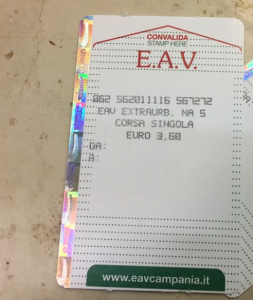 CONVALIDA
STAMP HERE
E.A.V.
062 562011116 567272
EAV EXTRAURB. NA 5
CORSA SINGOLA
EURO 3,60
DA:
A:
www.eavcampania.it